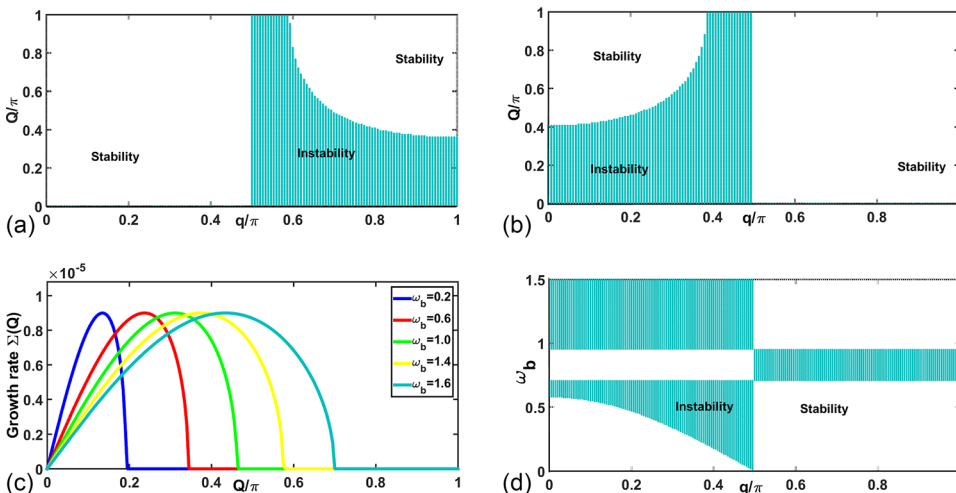 1
0.8
0.6
0.4
0.2
0
Q/π
Stability
Stability
Instability
0.2
0.4
q/π
0.6
0.8
1
(a)
1
0.8
0.6
0.4
0.2
0
Q/π
Stability
Instability
Stability
0
0.2
0.4
q/π
0.6
0.8
(b)
×10⁻⁵
1
0.8
0.6
0.4
0.2
0
Growth rate Σ(Q)
ω_b=0.2
ω_b=0.6
ω_b=1.0
ω_b=1.4
ω_b=1.6
0
0.2
0.4
Q/π
0.6
0.8
1
(c)
1.5
1
0.5
0
ω_b
Instability
Stability
0
0.2
0.4
q/π
0.6
0.8
(d)